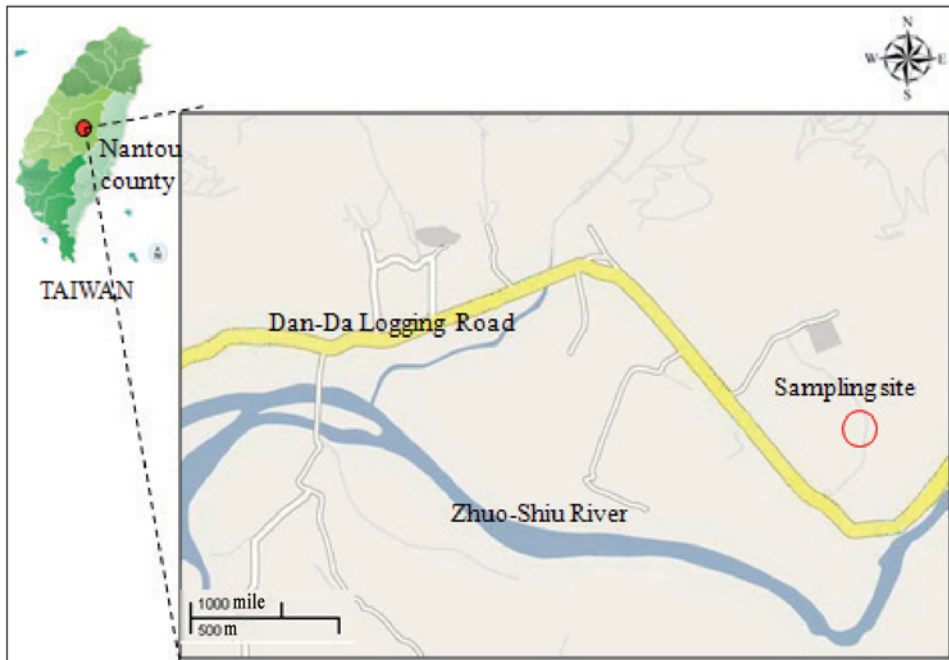 N
W E
S
Nantou
county
TAIWAN
Dan-Da Logging Road
Sampling site
Zhuo-Shiu River
1000 mile
500 m